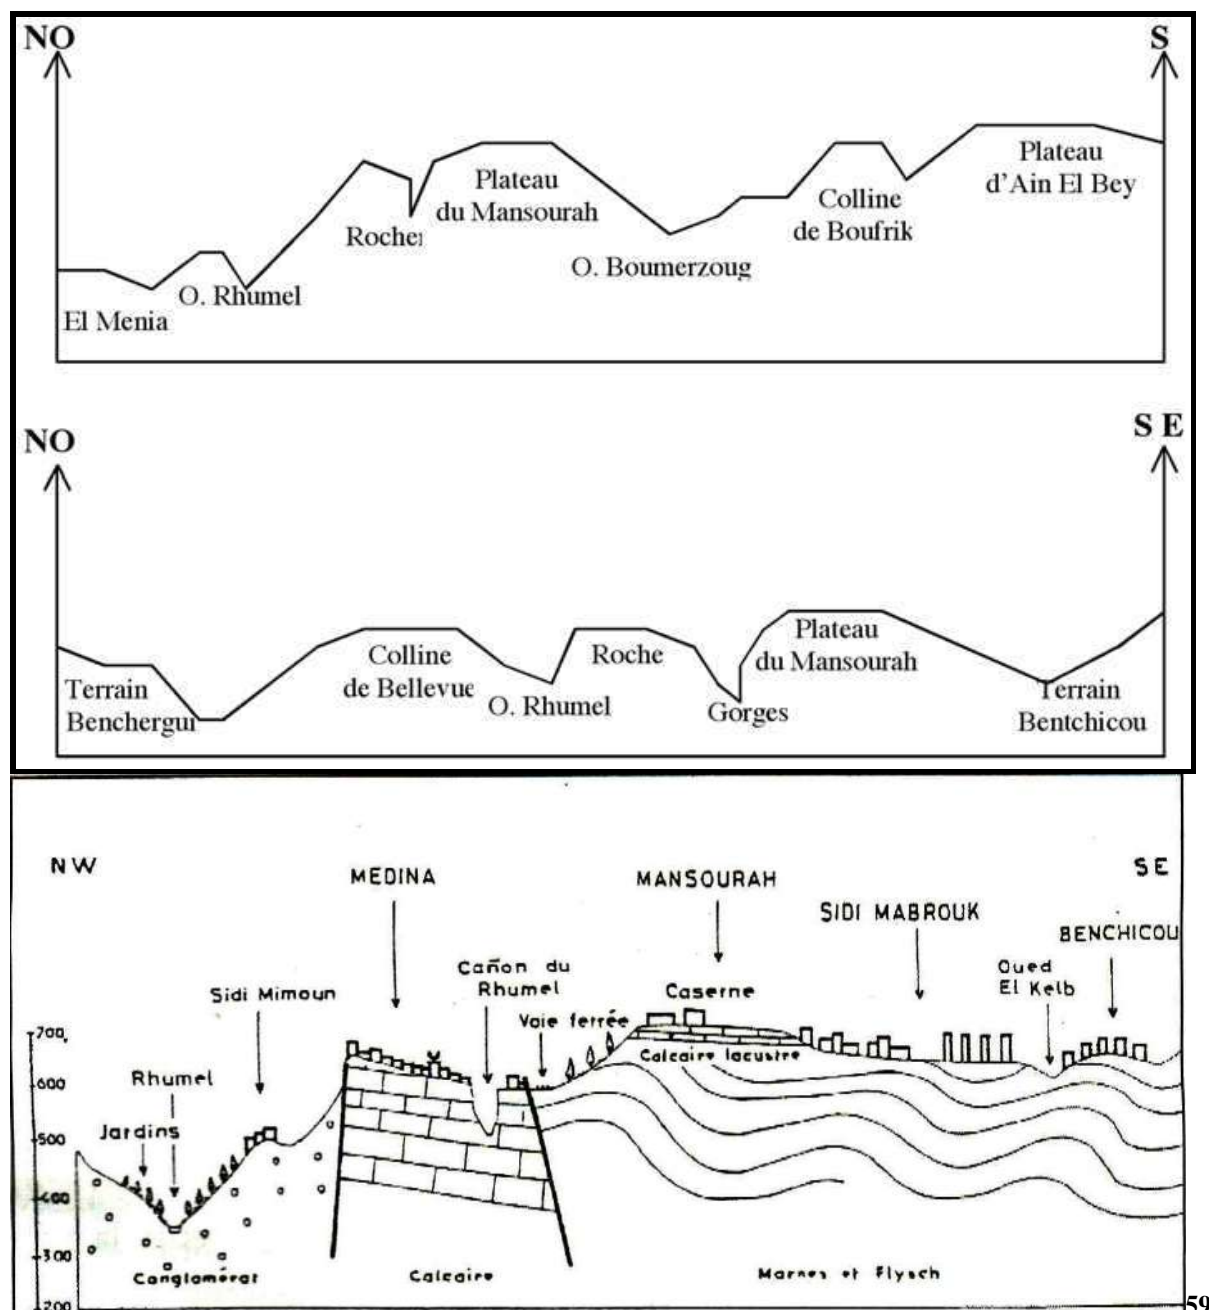 NO
S
Plateau
du Mansourah
Plateau
d'Ain El Bey
Colline
de Boufrik
Rocher
O. Boumerzoug
O. Rhumel
El Menia
NO
S E
Plateau
du Mansourah
Colline
de Bellevue
Roche
Terrain
Benchergui
O. Rhumel
Gorges
Terrain
Bentchicou
NW
SE
MEDINA
MANSOURAH
SIDI MABROUK
BENCHICOU
Cañon du
Rhumel
Oued
El Kelb
Sidi Mimoun
Caserne
Voie ferrée
700
Calcaire lacustre
600
Rhumel
Jardins
500
400
300
Conglomérat
Calcaire
Marnes et Flysch
200
59